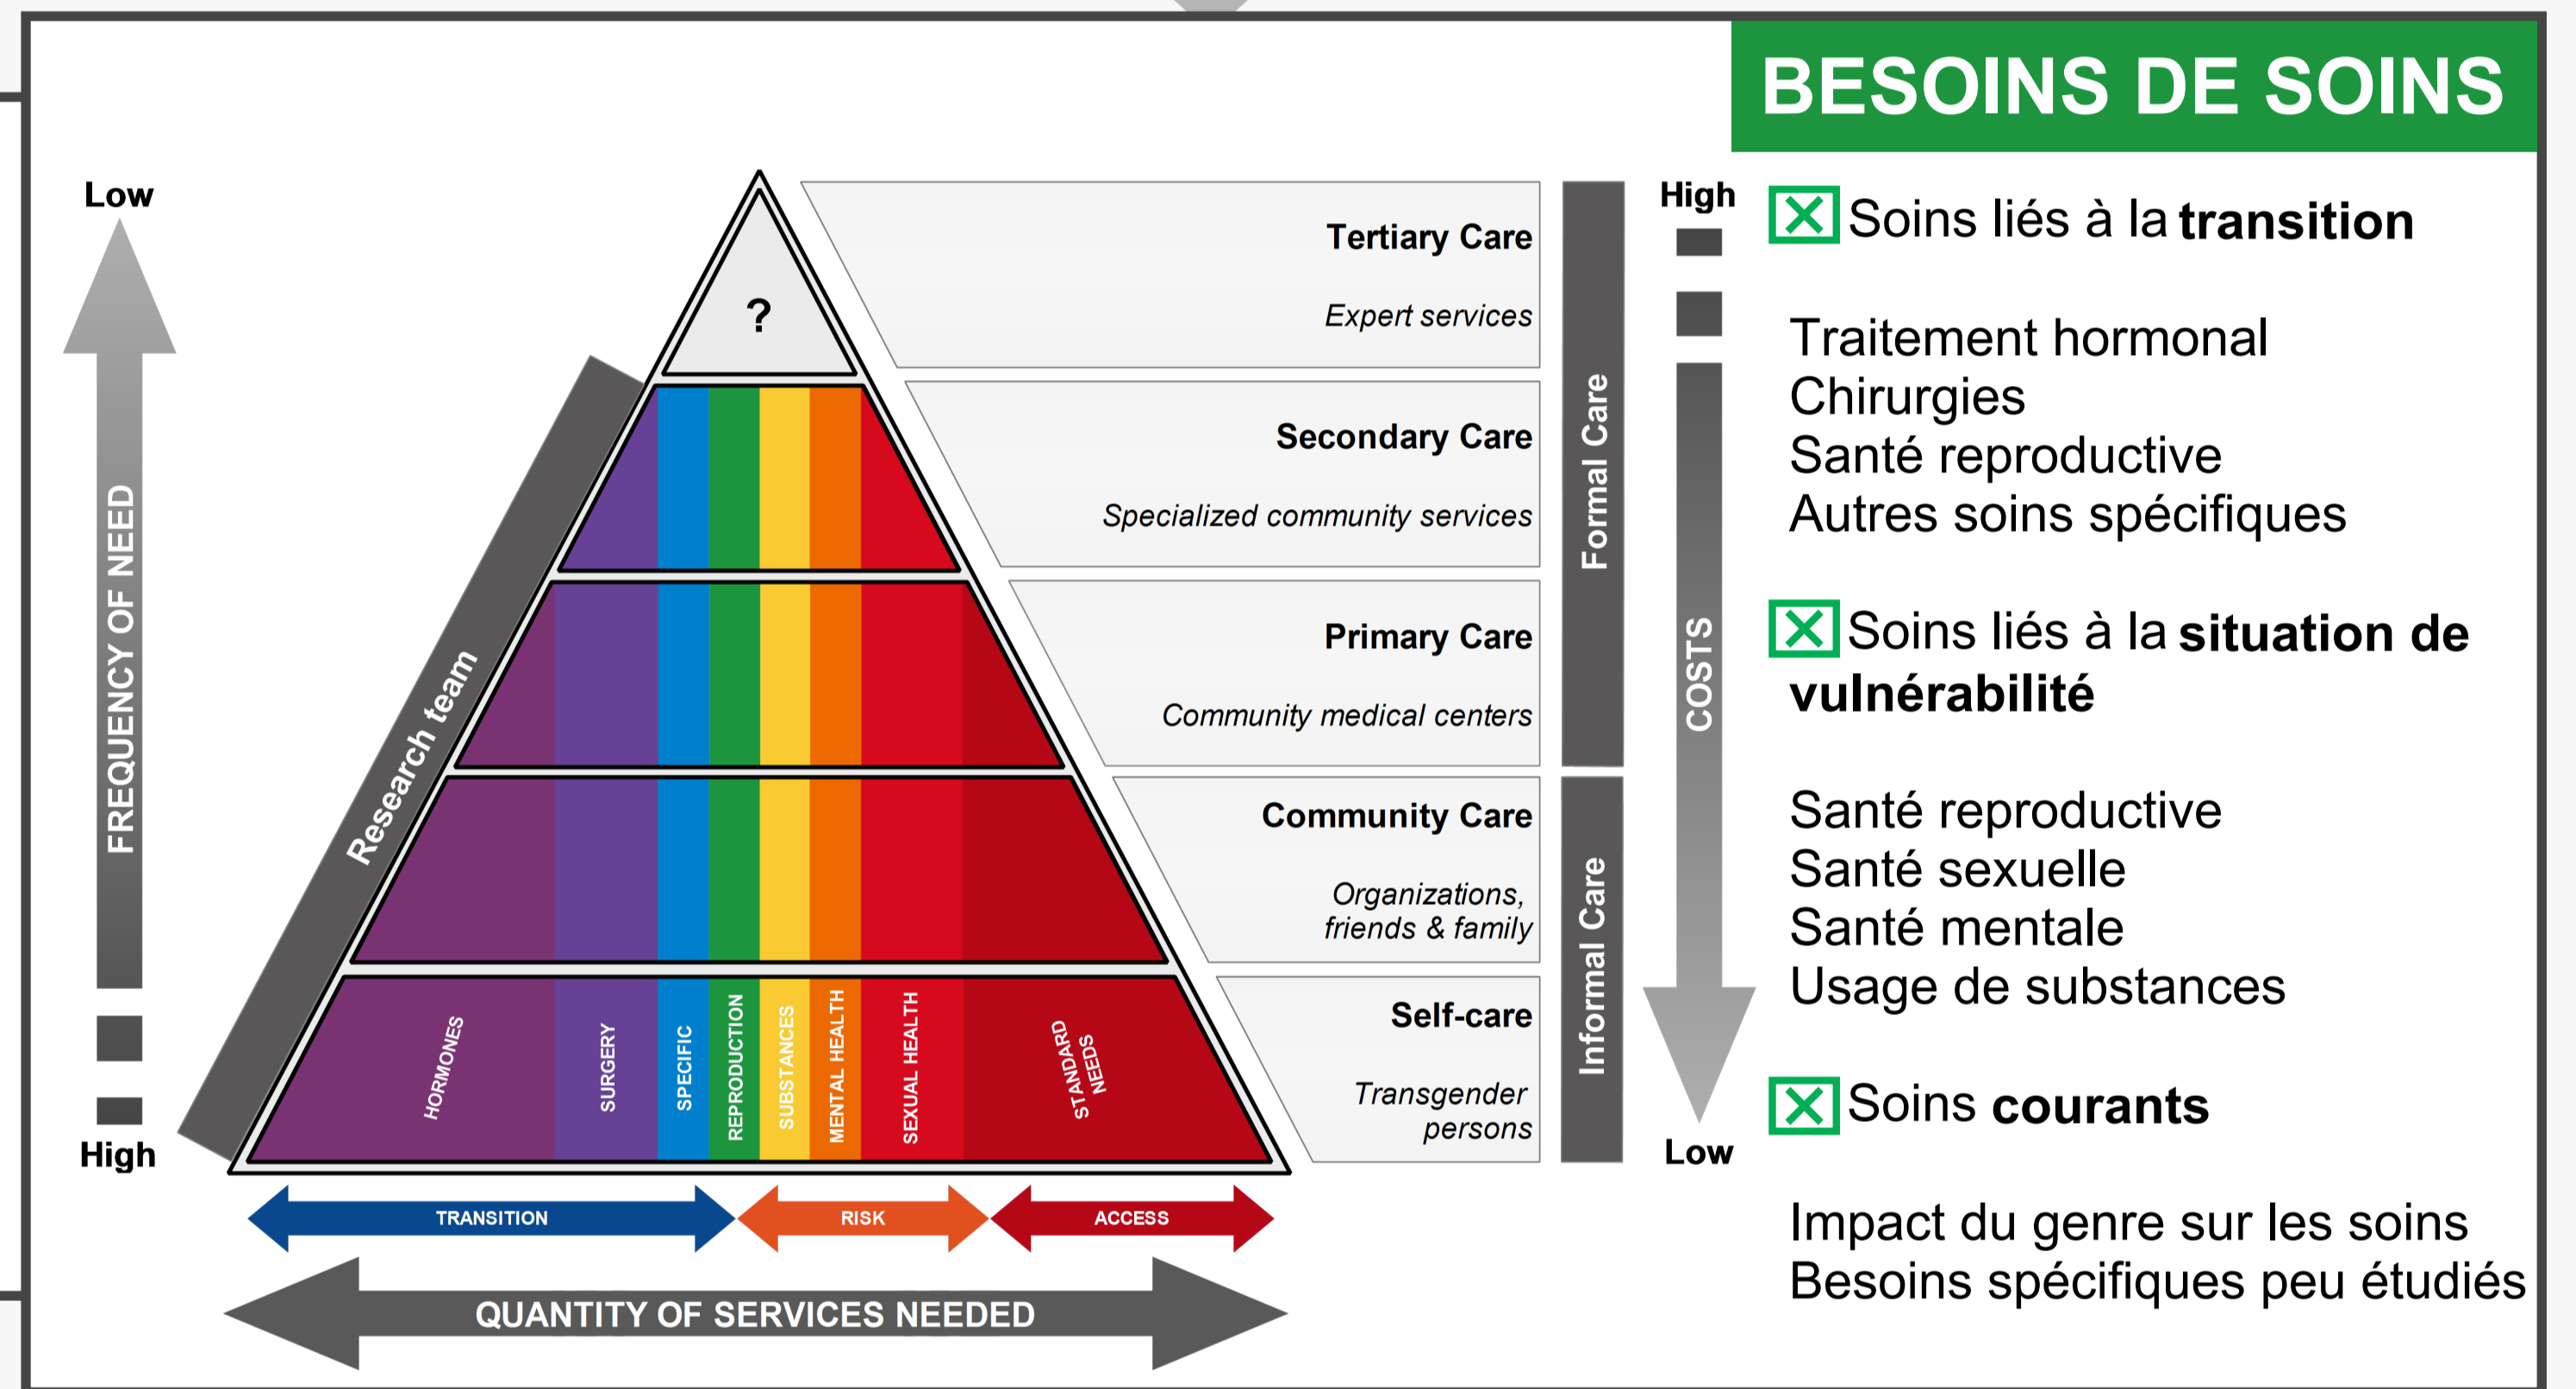 BESOINS DE SOINS
Low
FREQUENCY OF NEED
High
Research team
?
HORMONES
SURGERY
SPECIFIC
REPRODUCTION
SUBSTANCES
MENTAL HEALTH
SEXUAL HEALTH
STANDARD
NEEDS
TRANSITION
RISK
ACCESS
QUANTITY OF SERVICES NEEDED
Tertiary Care
Expert services
Secondary Care
Specialized community services
Primary Care
Community medical centers
Community Care
Organizations,
friends & family
Self-care
Transgender
persons
Formal Care
Informal Care
High
COSTS
Low
Soins liés à la transition
Traitement hormonal
Chirurgies
Santé reproductive
Autres soins spécifiques
Soins liés à la situation de
vulnérabilité
Santé reproductive
Santé sexuelle
Santé mentale
Usage de substances
Soins courants
Impact du genre sur les soins
Besoins spécifiques peu étudiés